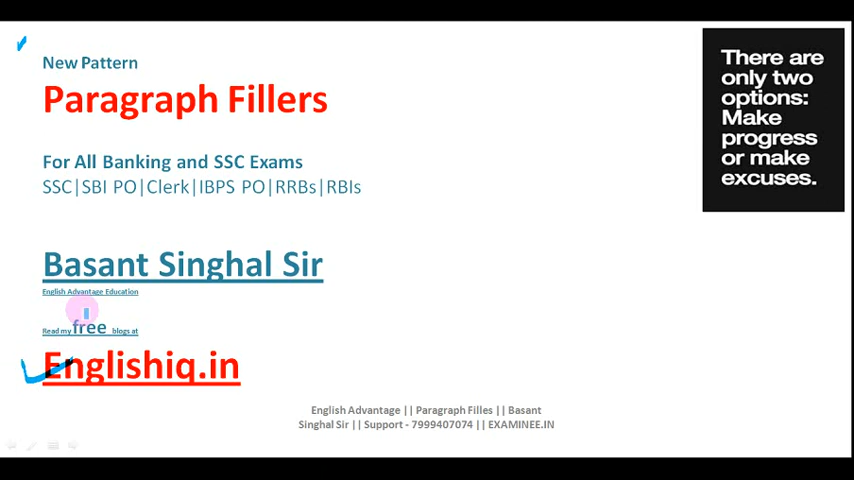 New Pattern
Paragraph Fillers
For All Banking and SSC Exams
SSC|SBI PO|Clerk|IBPS PO|RRBs|RBIs
Basant Singhal Sir
English Advantage Education
Read my free blogs at
Englishiq.in
There are
only two
options:
Make
progress
or make
excuses.
English Advantage || Paragraph Filles || Basant
Singhal Sir || Support - 7999407074 || EXAMINEE.IN